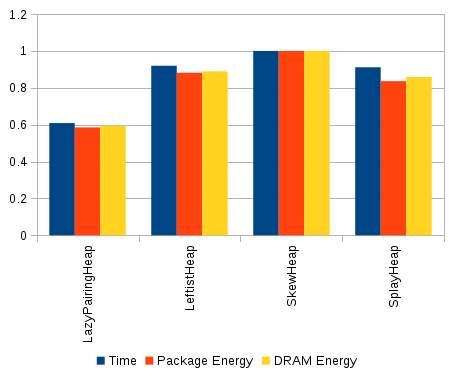 1.2
1
0.8
0.6
0.4
0.2
0
LazyPairingHeap
LeftistHeap
SkewHeap
SplayHeap
Time Package Energy DRAM Energy